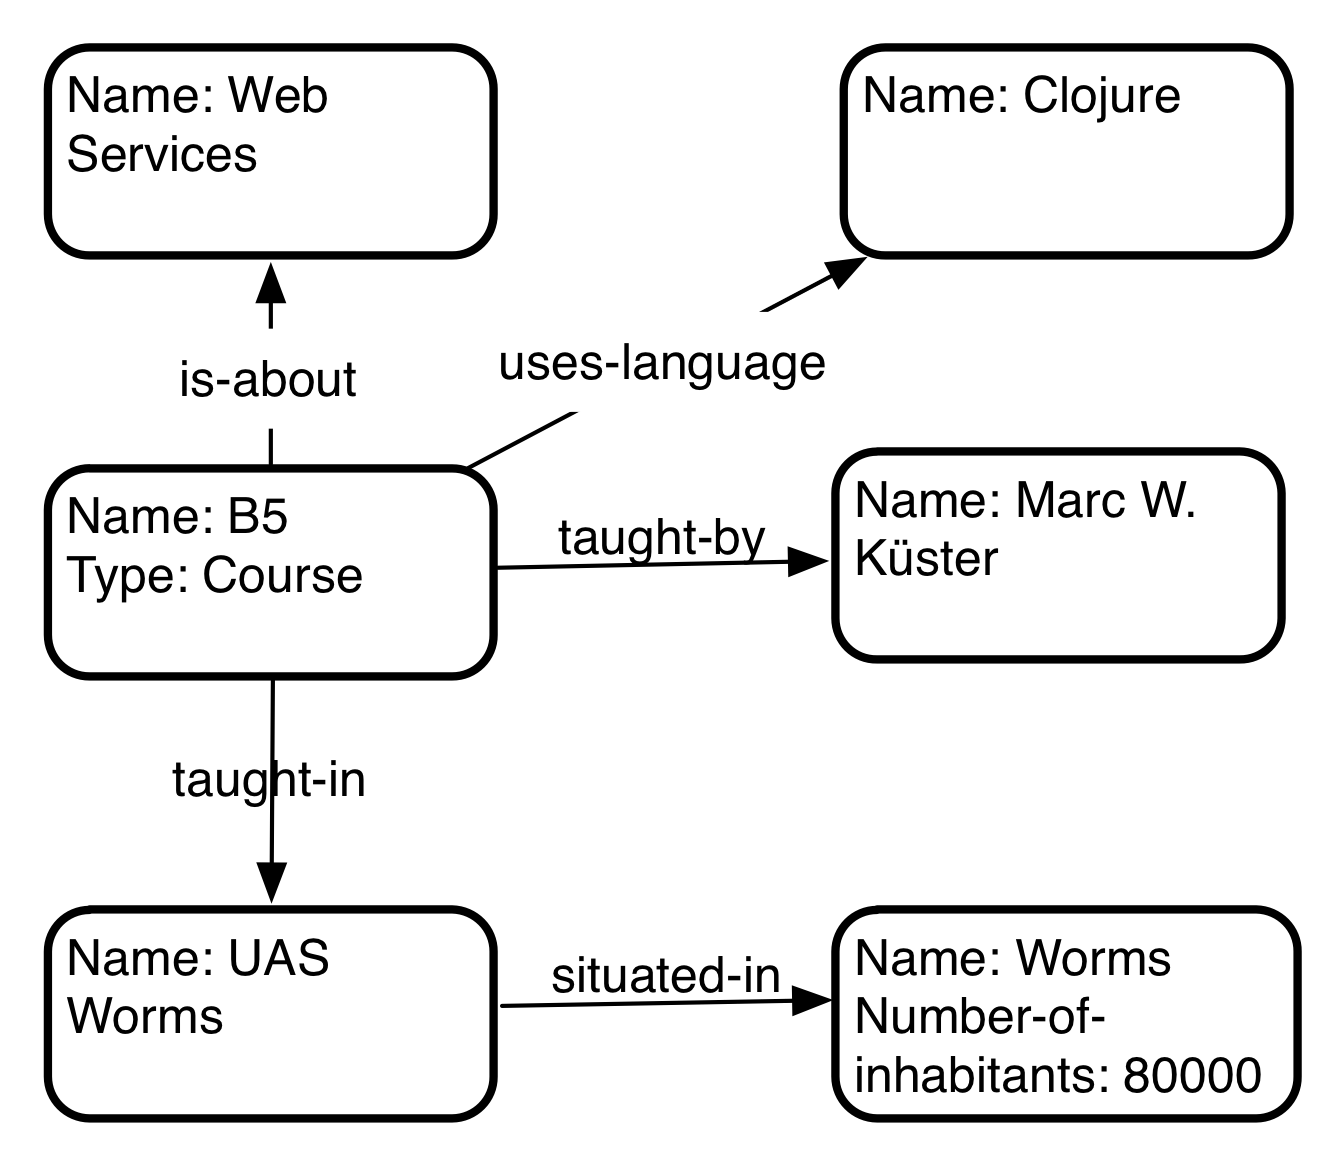 Name: Web
Services
Name: Clojure
is-about
uses-language
Name: B5
Type: Course
taught-by
Name: Marc W.
Küster
taught-in
Name: UAS
Worms
situated-in
Name: Worms
Number-of-
inhabitants: 80000